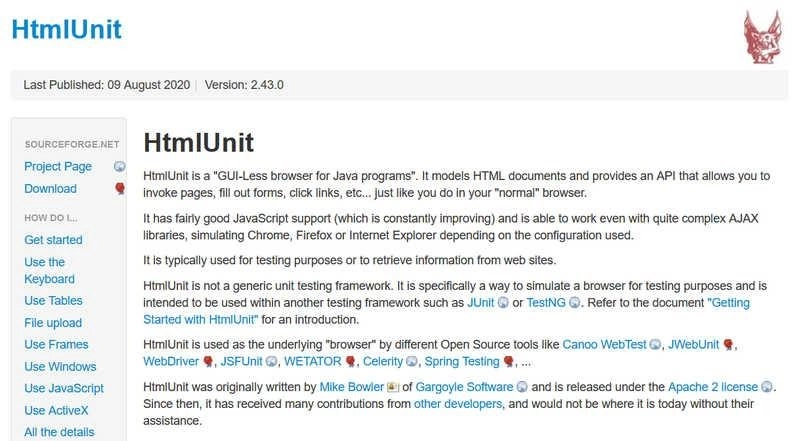 HtmlUnit
Last Published: 09 August 2020 | Version: 2.43.0
SOURCEFORGE.NET
Project Page
Download
HOW DO I...
Get started
Use the
Keyboard
Use Tables
File upload
Use Frames
Use Windows
Use JavaScript
Use ActiveX
All the details
HtmlUnit
HtmlUnit is a "GUI-Less browser for Java programs". It models HTML documents and provides an API that allows you to
invoke pages, fill out forms, click links, etc... just like you do in your "normal" browser.
It has fairly good JavaScript support (which is constantly improving) and is able to work even with quite complex AJAX
libraries, simulating Chrome, Firefox or Internet Explorer depending on the configuration used.
It is typically used for testing purposes or to retrieve information from web sites.
HtmlUnit is not a generic unit testing framework. It is specifically a way to simulate a browser for testing purposes and is
intended to be used within another testing framework such as JUnit or TestNG. Refer to the document "Getting
Started with HtmlUnit" for an introduction.
HtmlUnit is used as the underlying "browser" by different Open Source tools like Canoo WebTest, JWebUnit,
WebDriver, JSFUnit, WETATOR, Celerity, Spring Testing, ...
HtmlUnit was originally written by Mike Bowler of Gargoyle Software and is released under the Apache 2 license.
Since then, it has received many contributions from other developers, and would not be where it is today without their
assistance.